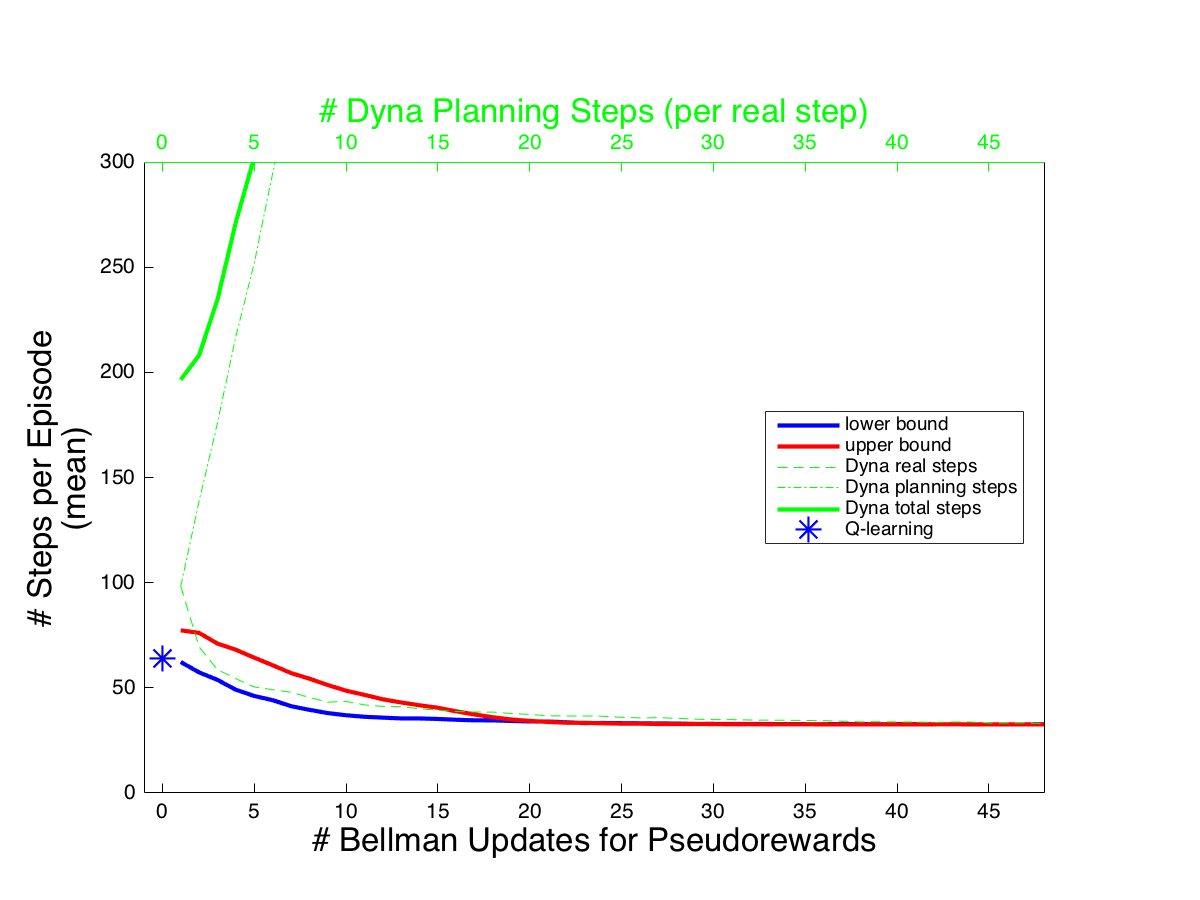 # Dyna Planning Steps (per real step)
0 5 10 15 20 25 30 35 40 45
300
250
200
150
100
50
0
# Steps per Episode
(mean)
lower bound
upper bound
Dyna real steps
Dyna planning steps
Dyna total steps
Q-learning
0 5 10 15 20 25 30 35 40 45
# Bellman Updates for Pseudorewards